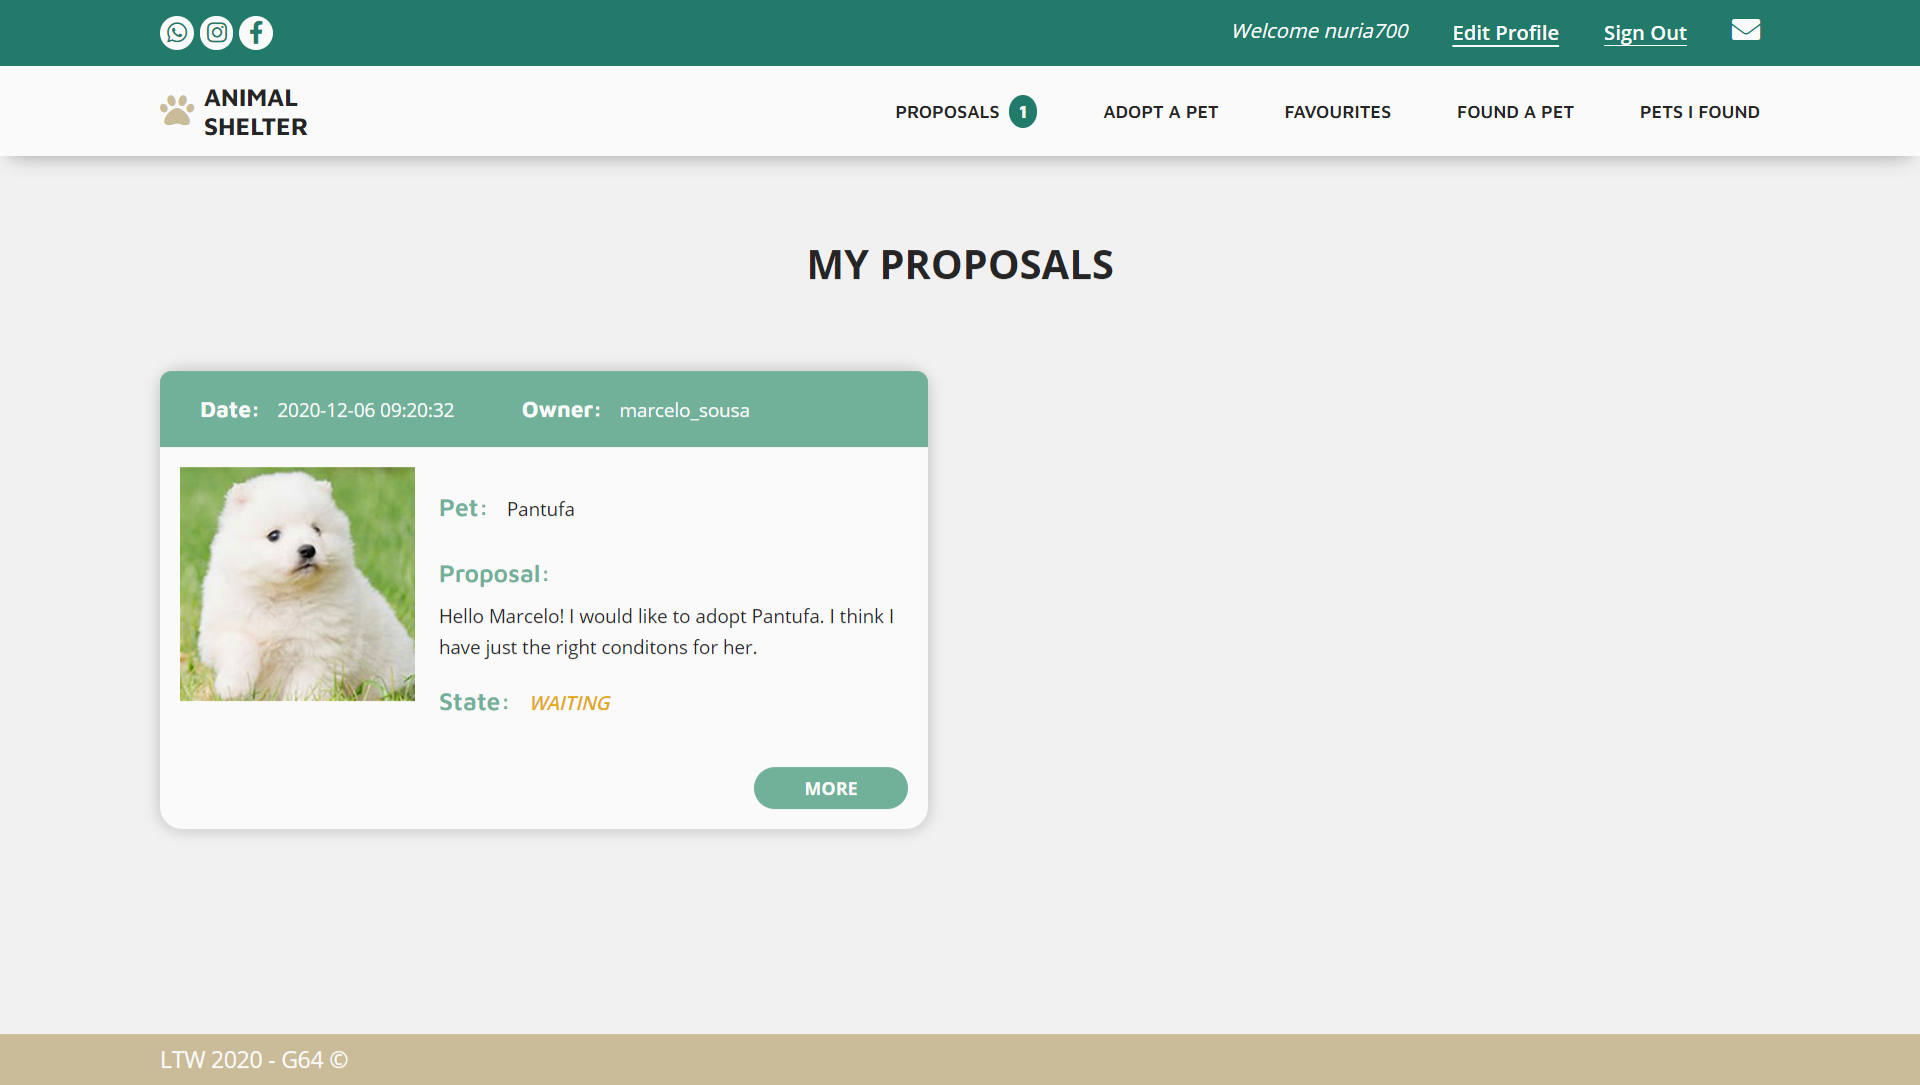 Welcome nuria700 Edit Profile Sign Out
ANIMAL
SHELTER
PROPOSALS 1 ADOPT A PET FAVOURITES FOUND A PET PETS I FOUND
MY PROPOSALS
Date: 2020-12-06 09:20:32 Owner: marcelo_sousa
Pet: Pantufa
Proposal:
Hello Marcelo! I would like to adopt Pantufa. I think I
have just the right conditons for her.
State: WAITING
MORE
LTW 2020 - G64 ©